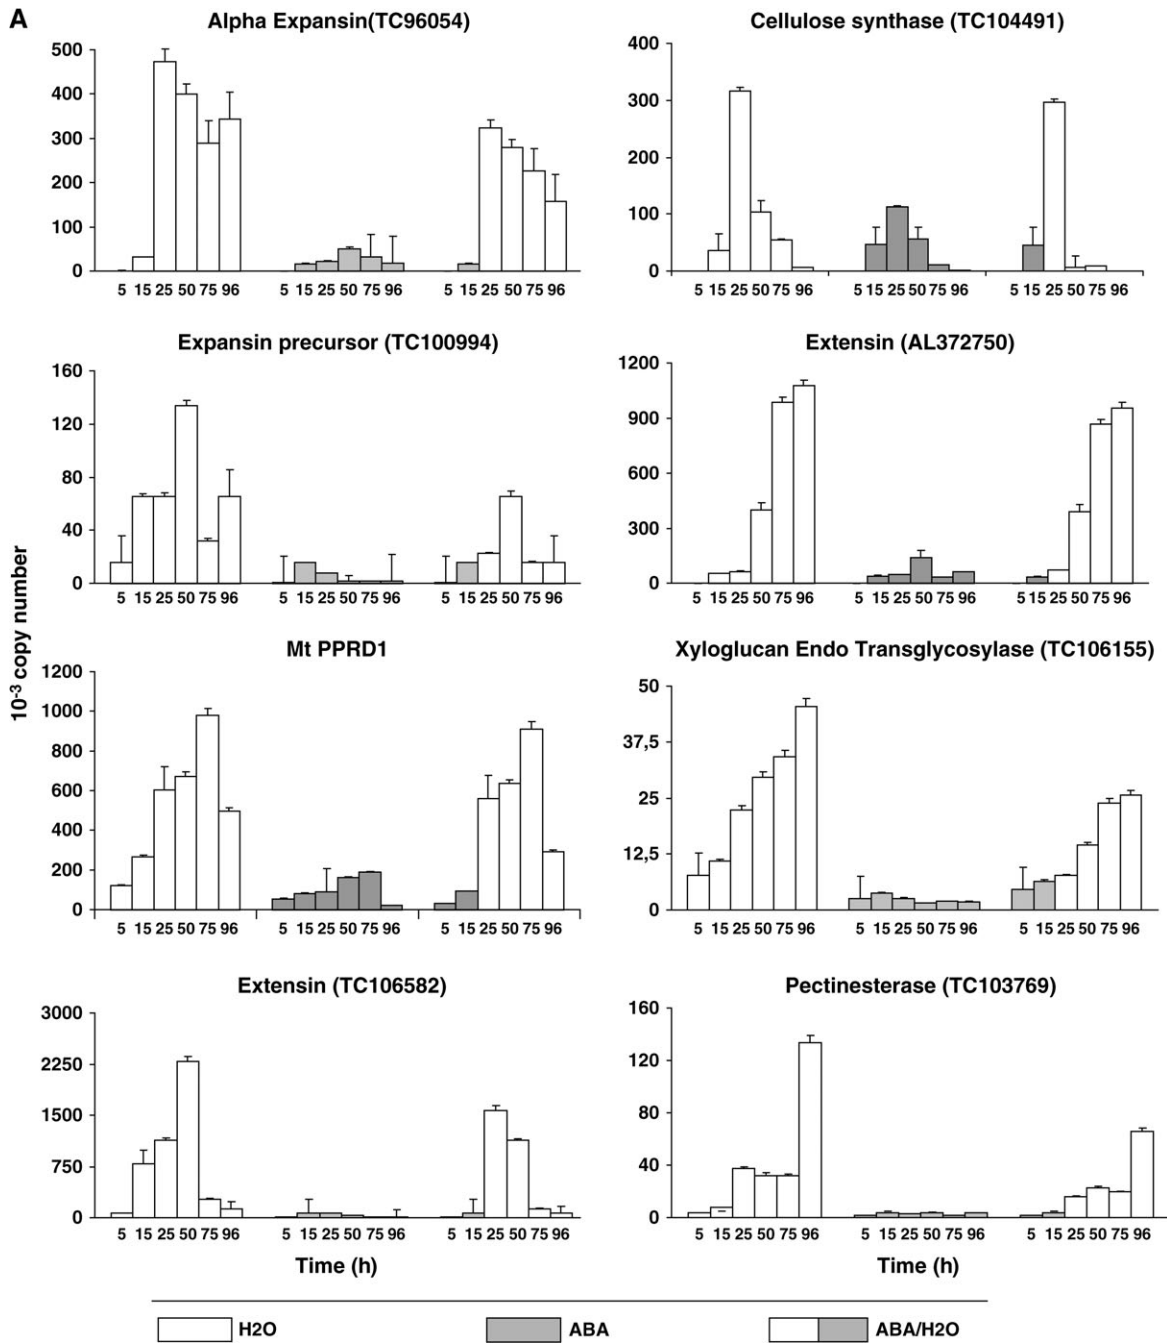 A
Alpha Expansin(TC96054)
500
400
300
200
100
0
5 15 25 50 75 96 5 15 25 50 75 96 5 15 25 50 75 96
Cellulose synthase (TC104491)
400
300
200
100
0
5 15 25 50 75 96 5 15 25 50 75 96 5 15 25 50 75 96
Expansin precursor (TC100994)
160
120
80
40
0
5 15 25 50 75 96 5 15 25 50 75 96 5 15 25 50 75 96
Extensin (AL372750)
1200
900
600
300
0
5 15 25 50 75 96 5 15 25 50 75 96 5 15 25 50 75 96
10-3 copy number
Mt PPRD1
1200
1000
800
600
400
200
0
5 15 25 50 75 96 5 15 25 50 75 96 5 15 25 50 75 96
Xyloglucan Endo Transglycosylase (TC106155)
50
37,5
25
12,5
0
5 15 25 50 75 96 5 15 25 50 75 96 5 15 25 50 75 96
Extensin (TC106582)
3000
2250
1500
750
0
5 15 25 50 75 96 5 15 25 50 75 96 5 15 25 50 75 96
Time (h)
Pectinesterase (TC103769)
160
120
80
40
0
5 15 25 50 75 96 5 15 25 50 75 96 5 15 25 50 75 96
Time (h)
H2O
ABA
ABA/H2O